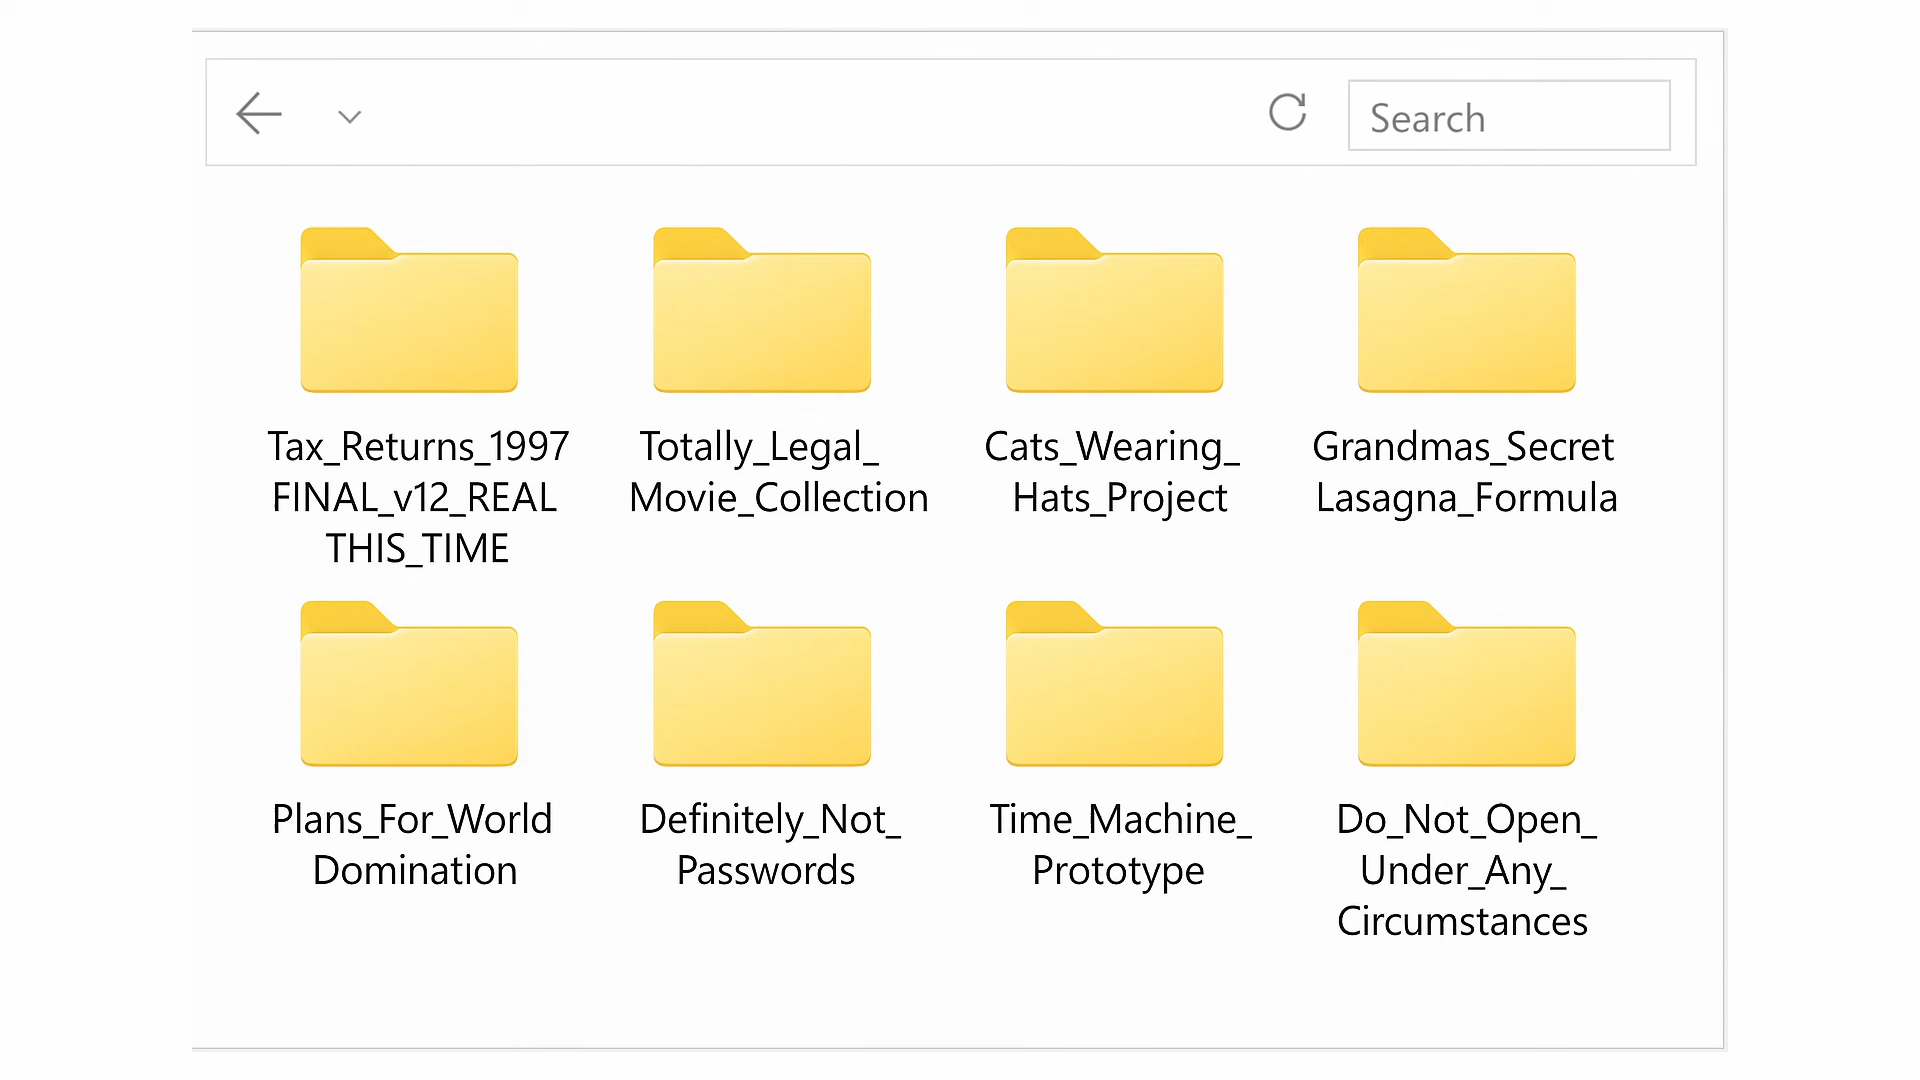 Search
Tax_Returns_1997
FINAL_v12_REAL
THIS_TIME
Totally_Legal_
Movie_Collection
Cats_Wearing_
Hats_Project
Grandmas_Secret
Lasagna_Formula
Plans_For_World
Domination
Definitely_Not_
Passwords
Time_Machine_
Prototype
Do_Not_Open_
Under_Any_
Circumstances